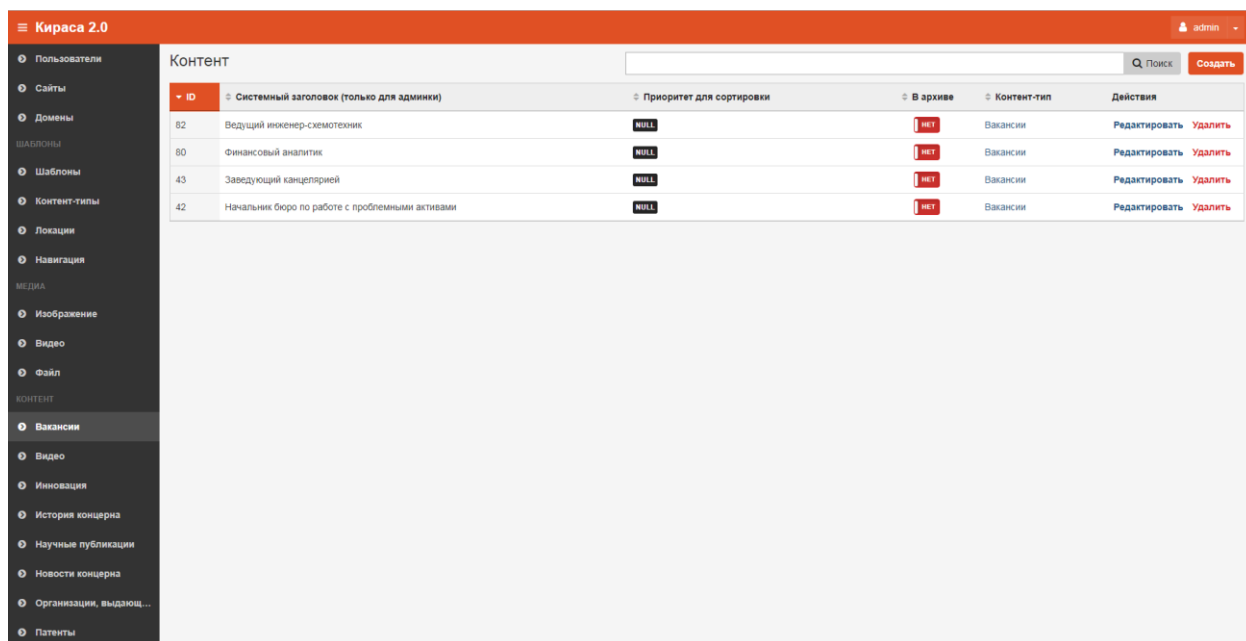 Кираса 2.0
admin
Пользователи
Сайты
Домены
ШАБЛОНЫ
Шаблоны
Контент-типы
Локации
Навигация
МЕДИА
Изображение
Видео
Файл
КОНТЕНТ
Вакансии
Видео
Инновация
История концерна
Научные публикации
Новости концерна
Организации, выдающ...
Патенты
Контент
Поиск
Создать
ID Системный заголовок (только для админки) Приоритет для сортировки В архиве Контент-тип Действия
82 Ведущий инженер-схемотехник NULL НЕТ Вакансии Редактировать Удалить
80 Финансовый аналитик NULL НЕТ Вакансии Редактировать Удалить
43 Заведующий канцелярией NULL НЕТ Вакансии Редактировать Удалить
42 Начальник бюро по работе с проблемными активами NULL НЕТ Вакансии Редактировать Удалить